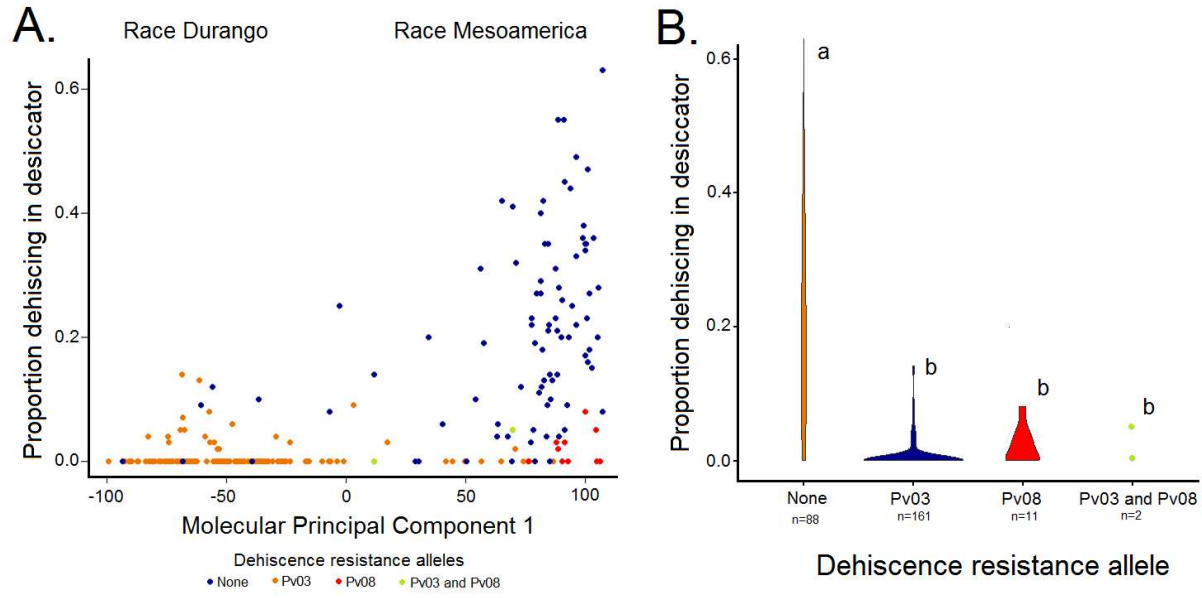 A.
Race Durango
Race Mesoamerica
Proportion dehiscing in desiccator
0.6
0.4
0.2
0.0
-100 -50 0 50 100
Molecular Principal Component 1
Dehiscence resistance alleles
None Pv03 Pv08 Pv03 and Pv08
B.
Proportion dehiscing in desiccator
0.6
0.4
0.2
0.0
a
b
b
b
None Pv03 Pv08 Pv03 and Pv08
n=88 n=161 n=11 n=2
Dehiscence resistance allele